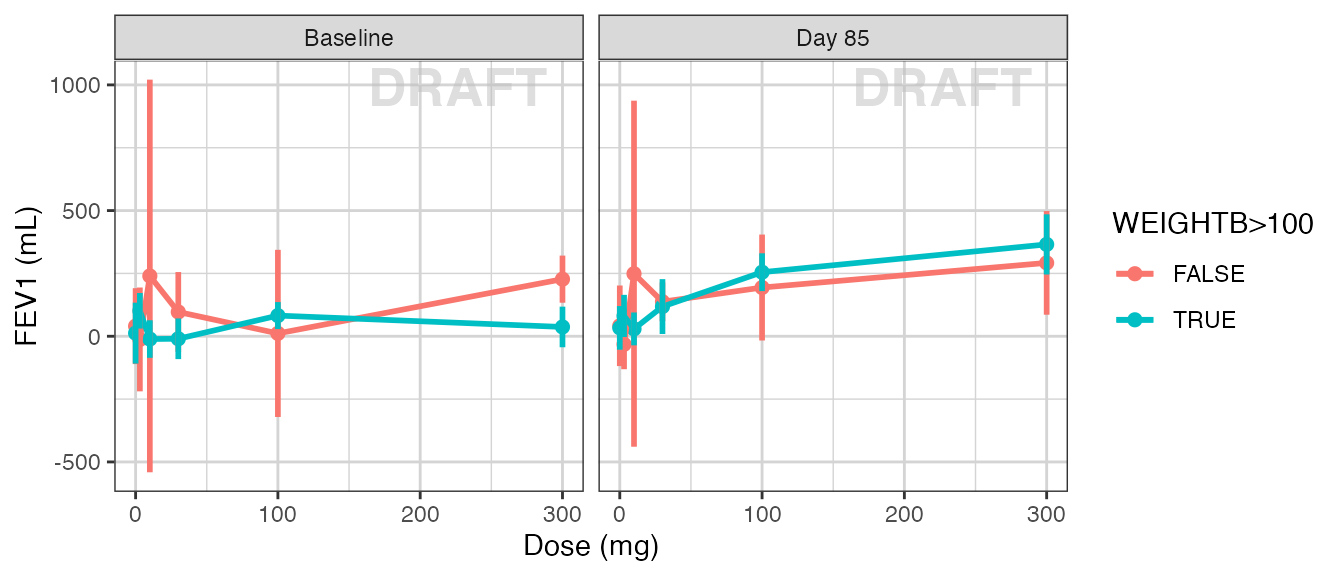 Baseline
Day 85
DRAFT
DRAFT
1000
500
0
-500
FEV1 (mL)
0 100 200 300
0 100 200 300
Dose (mg)
WEIGHTB>100
FALSE
TRUE